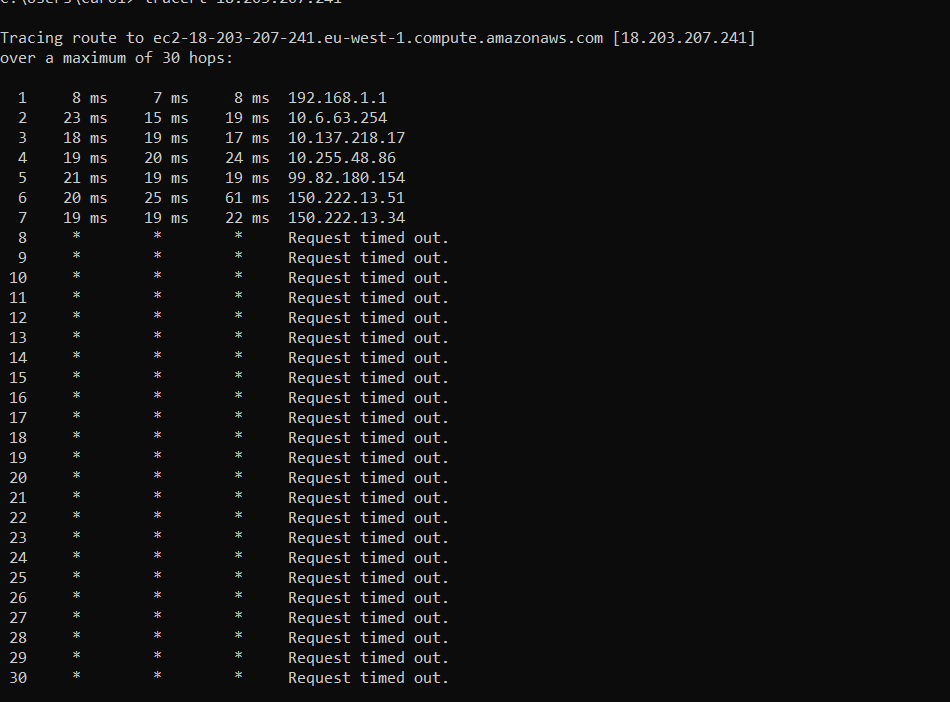 tracert 18.203.207.241
Tracing route to ec2-18-203-207-241.eu-west-1.compute.amazonaws.com [18.203.207.241]
over a maximum of 30 hops:
1 8 ms 7 ms 8 ms 192.168.1.1
2 23 ms 15 ms 19 ms 10.6.63.254
3 18 ms 19 ms 17 ms 10.137.218.17
4 19 ms 20 ms 24 ms 10.255.48.86
5 21 ms 19 ms 19 ms 99.82.180.154
6 20 ms 25 ms 61 ms 150.222.13.51
7 19 ms 19 ms 22 ms 150.222.13.34
8 * * * Request timed out.
9 * * * Request timed out.
10 * * * Request timed out.
11 * * * Request timed out.
12 * * * Request timed out.
13 * * * Request timed out.
14 * * * Request timed out.
15 * * * Request timed out.
16 * * * Request timed out.
17 * * * Request timed out.
18 * * * Request timed out.
19 * * * Request timed out.
20 * * * Request timed out.
21 * * * Request timed out.
22 * * * Request timed out.
23 * * * Request timed out.
24 * * * Request timed out.
25 * * * Request timed out.
26 * * * Request timed out.
27 * * * Request timed out.
28 * * * Request timed out.
29 * * * Request timed out.
30 * * * Request timed out.